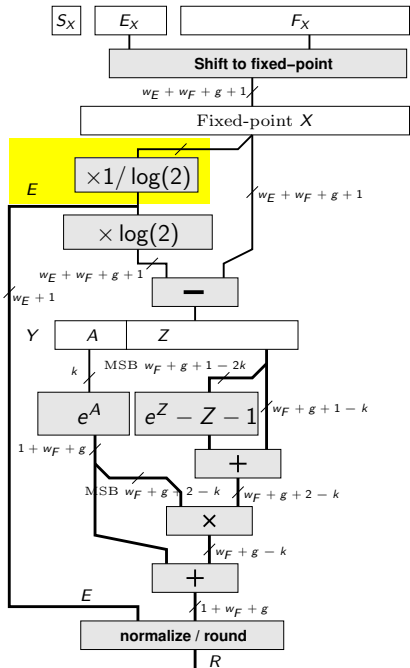 S_X E_X F_X
Shift to fixed−point
w_E + w_F + g + 1
Fixed-point X
×1/ log(2)
E
w_E + w_F + g + 1
× log(2)
w_E + w_F + g + 1
−
w_E + 1
Y A Z
MSB w_F + g + 1 − 2k
k
e^A e^Z − Z − 1
w_F + g + 1 − k
1 + w_F + g
+
MSB w_F + g + 2 − k
w_F + g + 2 − k
×
w_F + g − k
+
E
1 + w_F + g
normalize / round
R